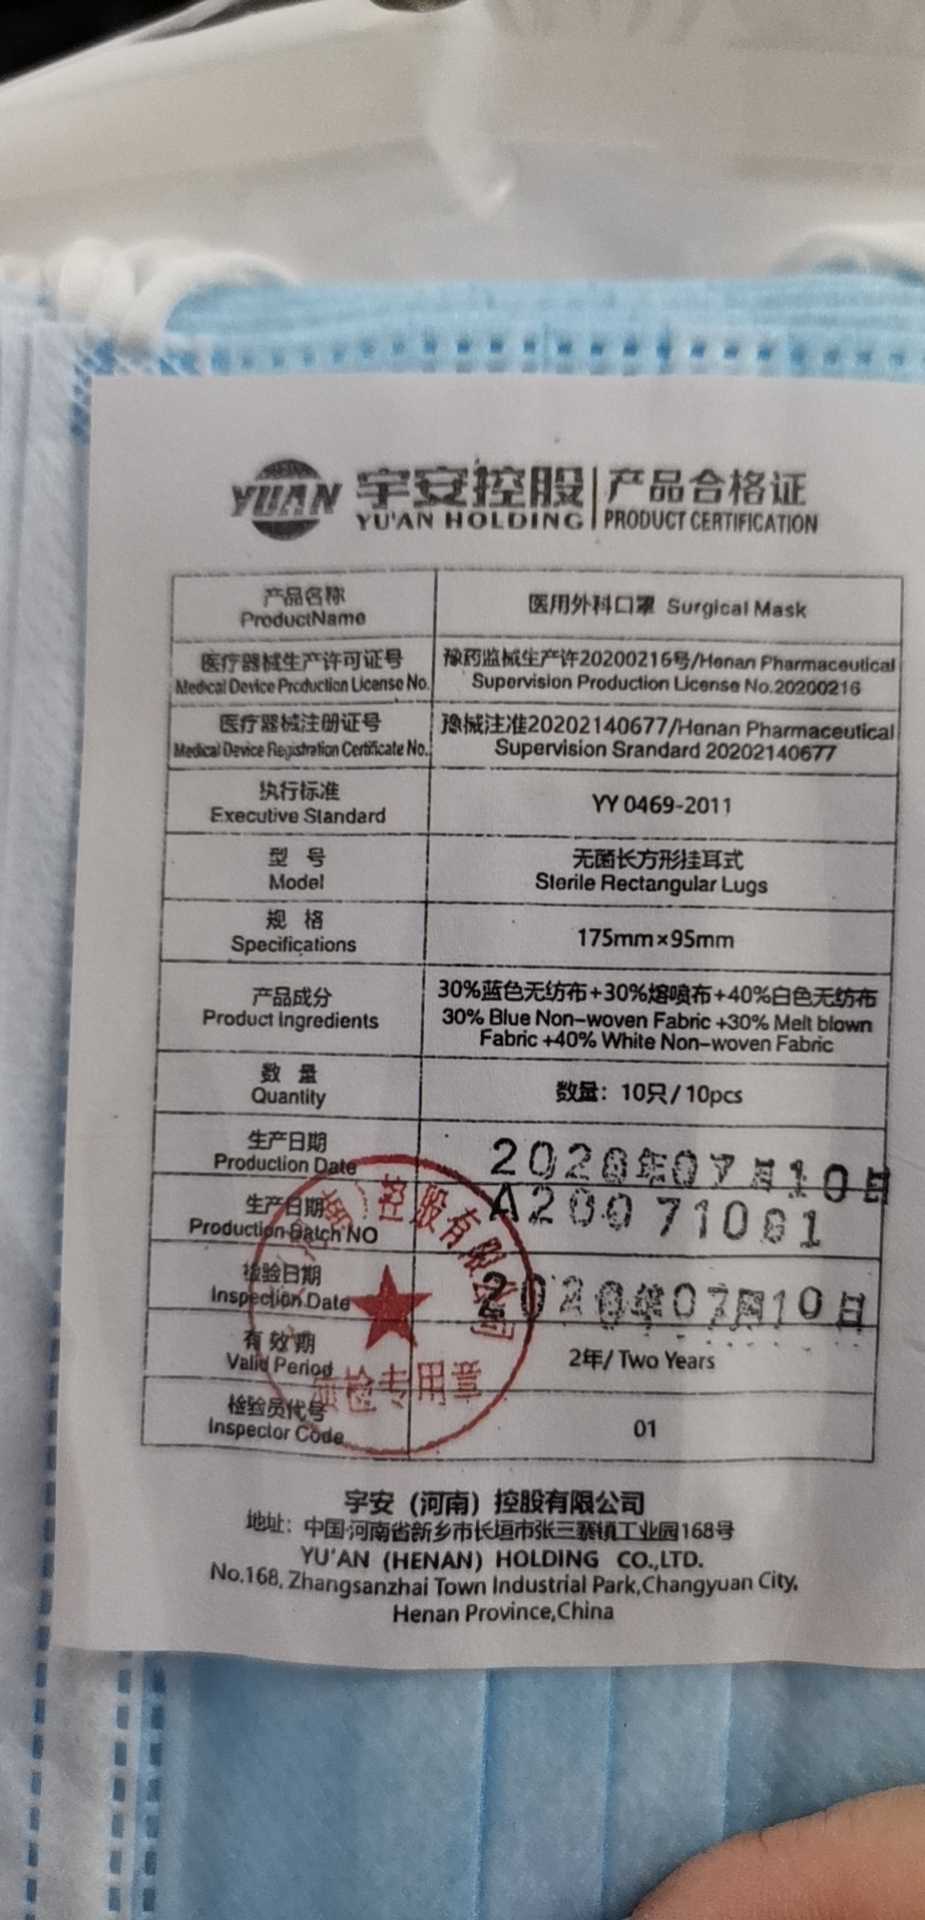 YUAN
宇安控股
YU'AN HOLDING
产品合格证
PRODUCT CERTIFICATION
产品名称
ProductName
医用外科口罩 Surgical Mask
医疗器械生产许可证号
Medical Device Production License No.
豫药监械生产许20200216号/Henan Pharmaceutical
Supervision Production License No.20200216
医疗器械注册证号
Medical Device Registration Certificate No.
豫械注准20202140677/Henan Pharmaceutical
Supervision Srandard 20202140677
执行标准
Executive Standard
YY 0469-2011
型 号
Model
无菌长方形挂耳式
Sterile Rectangular Lugs
规 格
Specifications
175mm×95mm
产品成分
Product Ingredients
30%蓝色无纺布+30%熔喷布+40%白色无纺布
30% Blue Non-woven Fabric +30% Melt blown
Fabric +40% White Non-woven Fabric
数 量
Quantity
数量：10只/10pcs
生产日期
Production Date
2020年07月10日
生产日期
Production Batch NO
A20071001
检验日期
Inspection Date
2020年07月10日
有效期
Valid Period
2年/Two Years
检验员代号
Inspector Code
01
控股有限公司
质检专用章
宇安（河南）控股有限公司
地址：中国·河南省新乡市长垣市张三寨镇工业园168号
YU'AN (HENAN) HOLDING CO.,LTD.
No.168, Zhangsanzhai Town Industrial Park,Changyuan City,
Henan Province,China